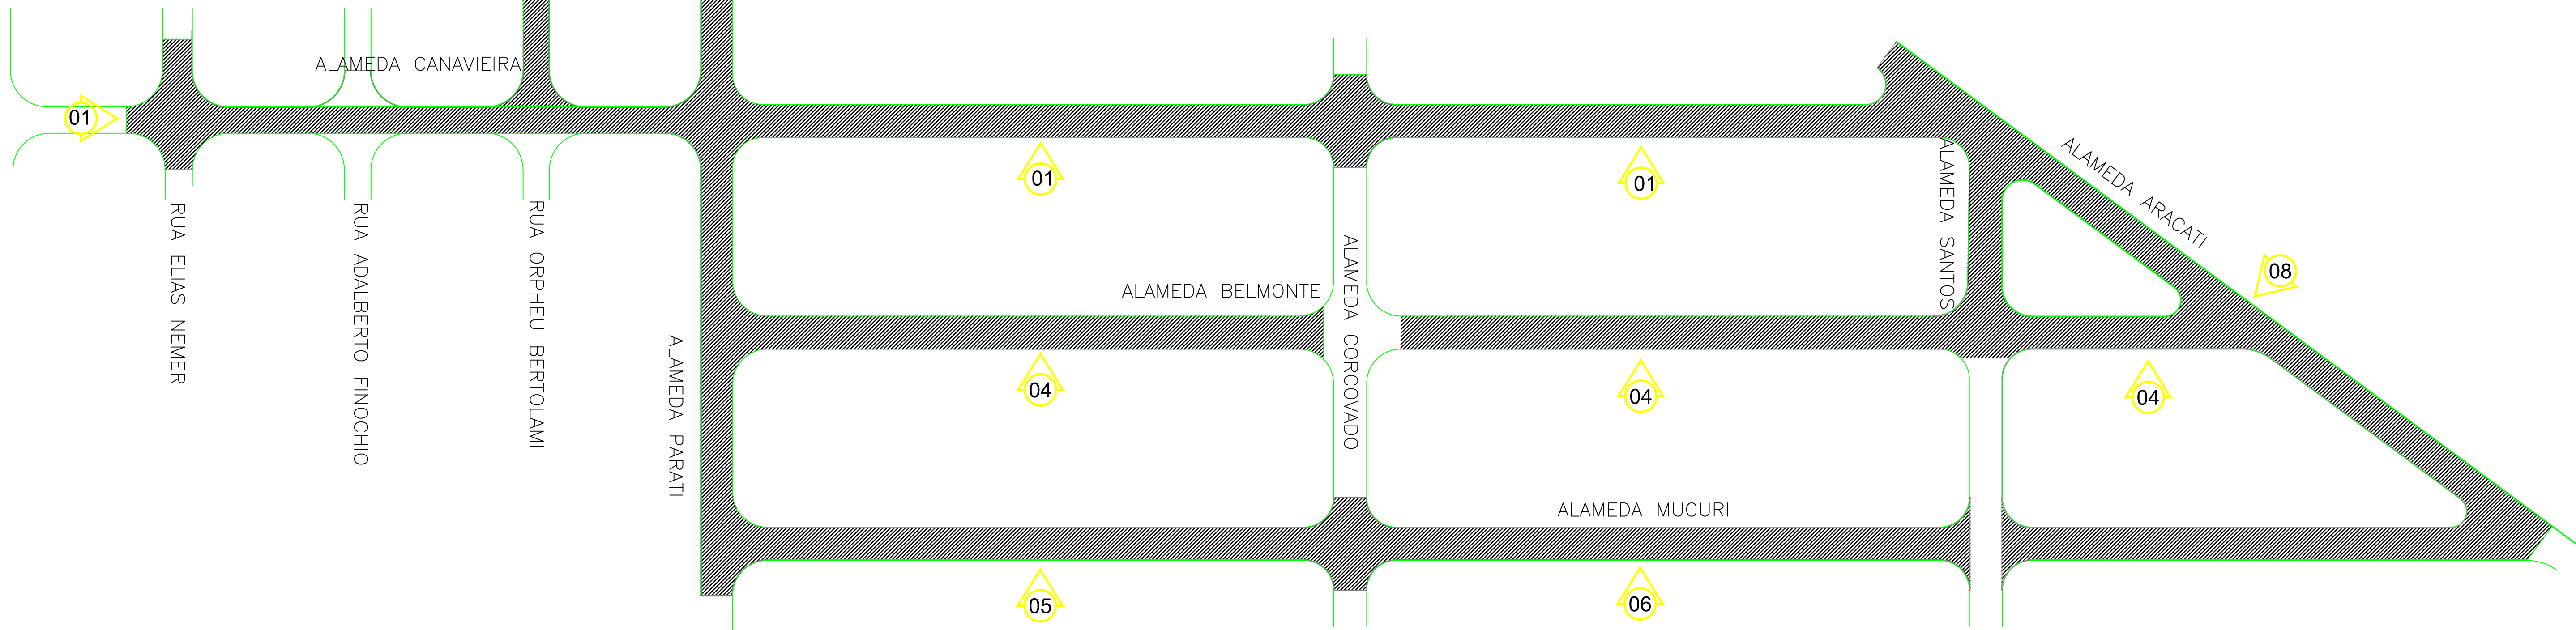 ALAMEDA CANAVIEIRA
01
01
01
RUA ELIAS NEMER
RUA ADALBERTO FINOCHIO
RUA ORPHEU BERTOLAMI
ALAMEDA PARATI
ALAMEDA BELMONTE
ALAMEDA CORCOVADO
ALAMEDA SANTOS
ALAMEDA ARACATI
08
04
04
04
ALAMEDA MUCURI
05
06